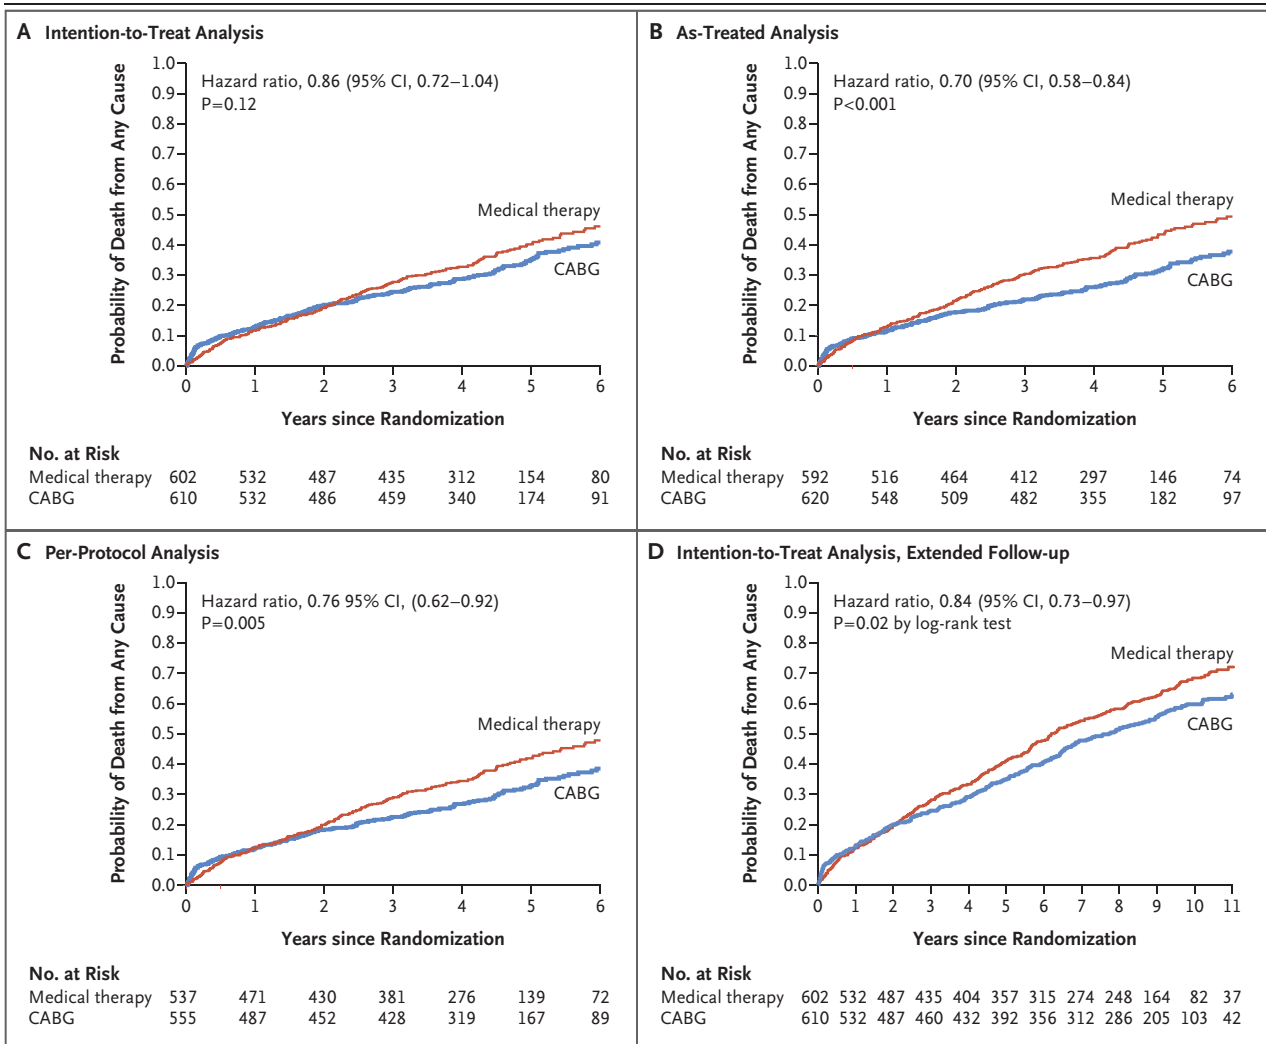 A Intention-to-Treat Analysis
Probability of Death from Any Cause
1.0
0.9
0.8
0.7
0.6
0.5
0.4
0.3
0.2
0.1
0.0
Hazard ratio, 0.86 (95% CI, 0.72–1.04)
P=0.12
Medical therapy
CABG
0 1 2 3 4 5 6
Years since Randomization
No. at Risk
Medical therapy 602 532 487 435 312 154 80
CABG 610 532 486 459 340 174 91
B As-Treated Analysis
Probability of Death from Any Cause
1.0
0.9
0.8
0.7
0.6
0.5
0.4
0.3
0.2
0.1
0.0
Hazard ratio, 0.70 (95% CI, 0.58–0.84)
P<0.001
Medical therapy
CABG
0 1 2 3 4 5 6
Years since Randomization
No. at Risk
Medical therapy 592 516 464 412 297 146 74
CABG 620 548 509 482 355 182 97
C Per-Protocol Analysis
Probability of Death from Any Cause
1.0
0.9
0.8
0.7
0.6
0.5
0.4
0.3
0.2
0.1
0.0
Hazard ratio, 0.76 95% CI, (0.62–0.92)
P=0.005
Medical therapy
CABG
0 1 2 3 4 5 6
Years since Randomization
No. at Risk
Medical therapy 537 471 430 381 276 139 72
CABG 555 487 452 428 319 167 89
D Intention-to-Treat Analysis, Extended Follow-up
Probability of Death from Any Cause
1.0
0.9
0.8
0.7
0.6
0.5
0.4
0.3
0.2
0.1
0.0
Hazard ratio, 0.84 (95% CI, 0.73–0.97)
P=0.02 by log-rank test
Medical therapy
CABG
0 1 2 3 4 5 6 7 8 9 10 11
Years since Randomization
No. at Risk
Medical therapy 602 532 487 435 404 357 315 274 248 164 82 37
CABG 610 532 487 460 432 392 356 312 286 205 103 42